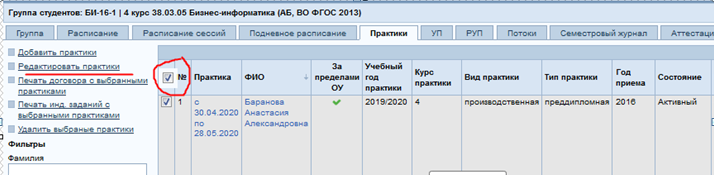 Группа студентов: БИ-16-1 | 4 курс 38.03.05 Бизнес-информатика (АБ, ВО ФГОС 2013)
Группа Расписание Расписание сессий Подневное расписание Практики УП РУП Потоки Семестровый журнал Аттестаци
Добавить практики
Редактировать практики
Печать договора с выбранными
практиками
Печать инд. заданий с
выбранными практиками
Удалить выбраные практики
Фильтры
Фамилия
№ Практика ФИО За
пределами
ОУ Учебный
год
практики Курс
практики Вид практики Тип практики Год
приема Состояние
1 с
30.04.2020
по
28.05.2020 Баранова
Анастасия
Александровна 2019/2020 4 производственная преддипломная 2016 Активный